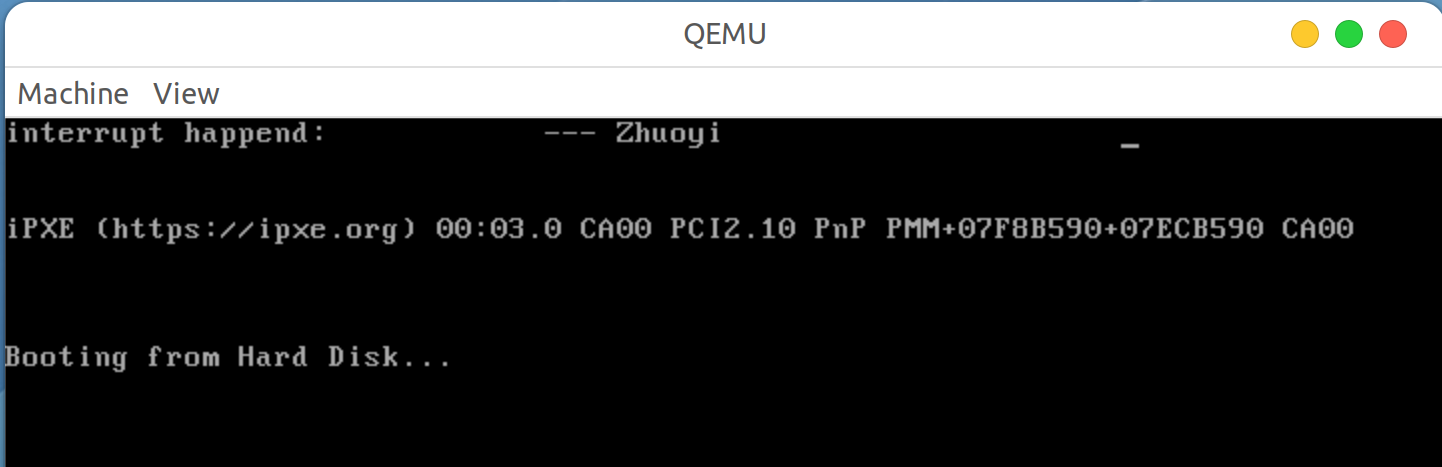 QEMU
Machine View
interrupt happend: --- Zhuoyi _
iPXE (https://ipxe.org) 00:03.0 CA00 PCI2.10 PnP PMM+07F8B590+07ECB590 CA00
Booting from Hard Disk...